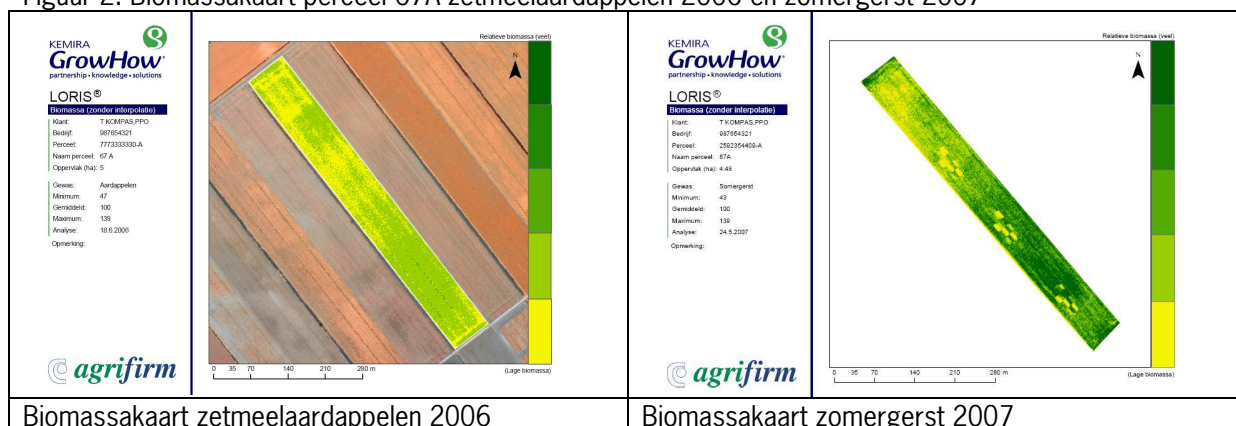 Figuur 2. Biomassakaart perceel 67A zetmeelaardappelen 2006 en zomergerst 2007
KEMIRA
GrowHow
partnership • knowledge • solutions
LORIS®
Biomassa (zonder interpolatie)
Klant: T KOMPAS,PPO
Bedrijf: 987654321
Perceel: 7773333330-A
Naam perceel: 67 A
Oppervlak (ha): 5
Gewas: Aardappelen
Minimum: 47
Gemiddeld: 100
Maximum: 139
Analyse: 18.6.2006
Opmerking:
agrifirm
Relatieve biomassa (veel)
N
0 35 70 140 210 280 m
(Lage biomassa)
Biomassakaart zetmeelaardappelen 2006
KEMIRA
GrowHow
partnership • knowledge • solutions
LORIS®
Biomassa (zonder interpolatie)
Klant: T KOMPAS,PPO
Bedrijf: 987654321
Perceel: 2592354409-A
Naam perceel: 67A
Oppervlak (ha): 4.48
Gewas: Somergerst
Minimum: 43
Gemiddeld: 100
Maximum: 139
Analyse: 24.5.2007
Opmerking:
agrifirm
Relatieve biomassa (veel)
N
0 35 70 140 210 280 m
(Lage biomassa)
Biomassakaart zomergerst 2007